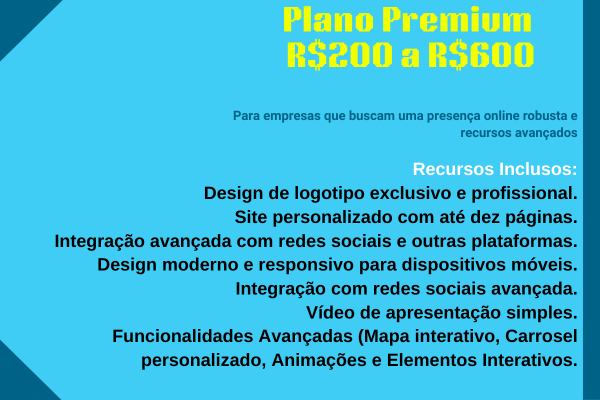 Plano Premium
R$200 a R$600
Para empresas que buscam uma presença online robusta e
recursos avançados
Recursos Inclusos:
Design de logotipo exclusivo e profissional.
Site personalizado com até dez páginas.
Integração avançada com redes sociais e outras plataformas.
Design moderno e responsivo para dispositivos móveis.
Integração com redes sociais avançada.
Vídeo de apresentação simples.
Funcionalidades Avançadas (Mapa interativo, Carrosel
personalizado, Animações e Elementos Interativos.